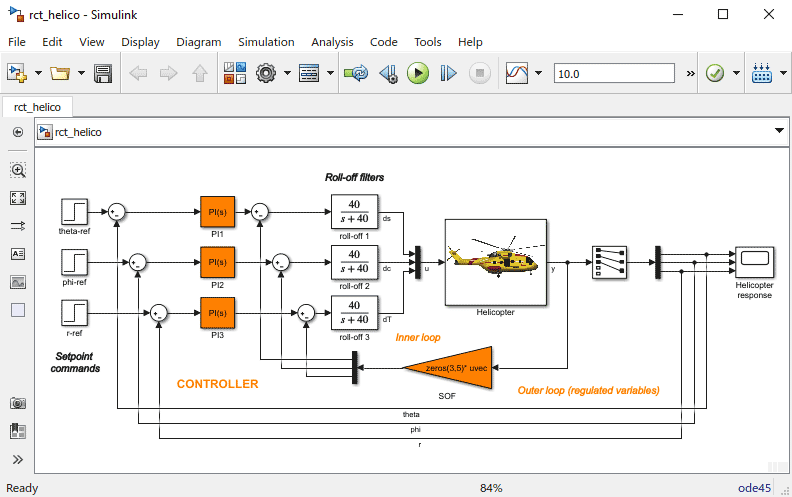 rct_helico - Simulink
File Edit View Display Diagram Simulation Analysis Code Tools Help
10.0
»
rct_helico
rct_helico
Roll-off filters
theta-ref
+
-
PI(s)
PI1
+
-
40
s + 40
roll-off 1
ds
phi-ref
+
-
PI(s)
PI2
+
-
40
s + 40
roll-off 2
dc
r-ref
+
-
PI(s)
PI3
+
-
40
s + 40
roll-off 3
dT
u
Helicopter
y
Helicopter
response
Setpoint
commands
CONTROLLER
Inner loop
zeros(3,5)* uvec
SOF
Outer loop (regulated variables)
theta
phi
r
Ready 84% ode45